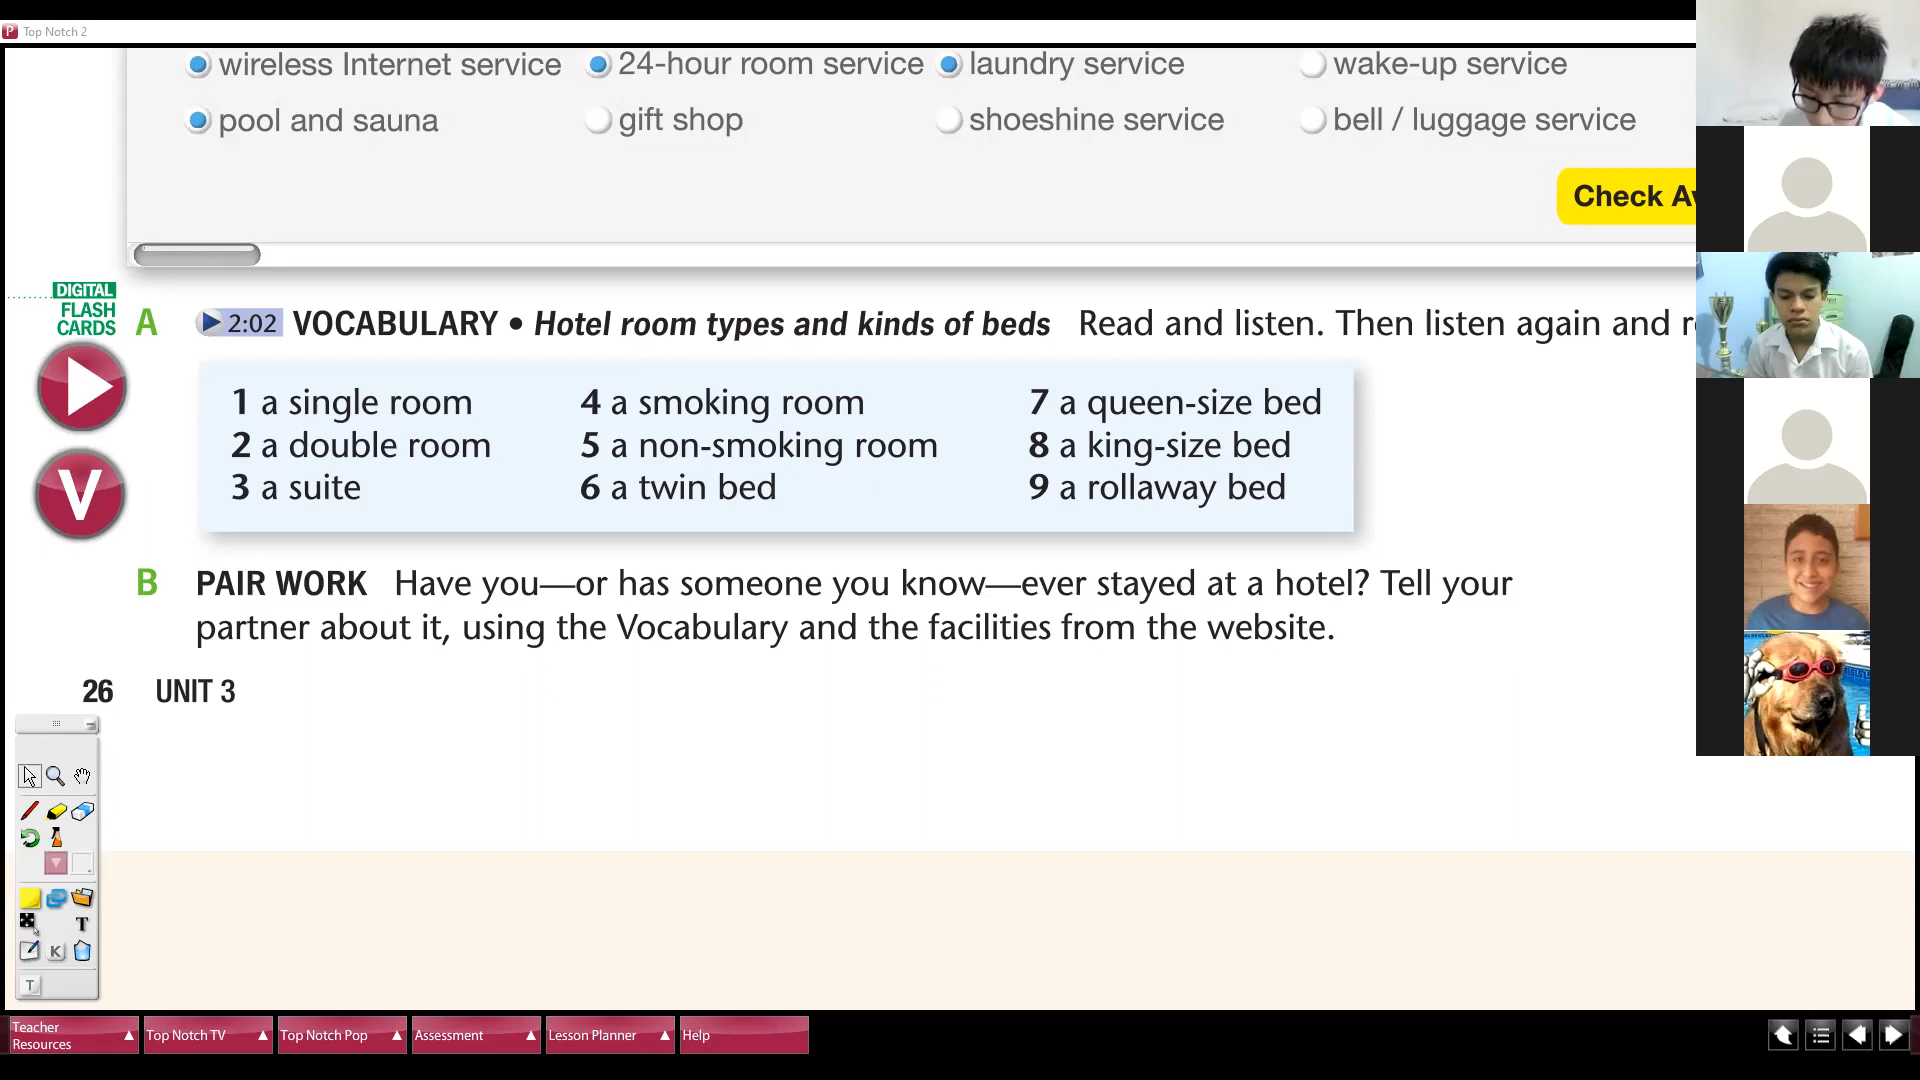 Top Notch 2
wireless Internet service 24-hour room service laundry service wake-up service
pool and sauna gift shop shoeshine service bell / luggage service
Check
DIGITAL
FLASH
CARDS
A 2:02 VOCABULARY • Hotel room types and kinds of beds Read and listen. Then listen again and
1 a single room 4 a smoking room 7 a queen-size bed
2 a double room 5 a non-smoking room 8 a king-size bed
3 a suite 6 a twin bed 9 a rollaway bed
V
B PAIR WORK Have you—or has someone you know—ever stayed at a hotel? Tell your
partner about it, using the Vocabulary and the facilities from the website.
26 UNIT 3
T
K
T
Teacher
Resources
Top Notch TV
Top Notch Pop
Assessment
Lesson Planner
Help